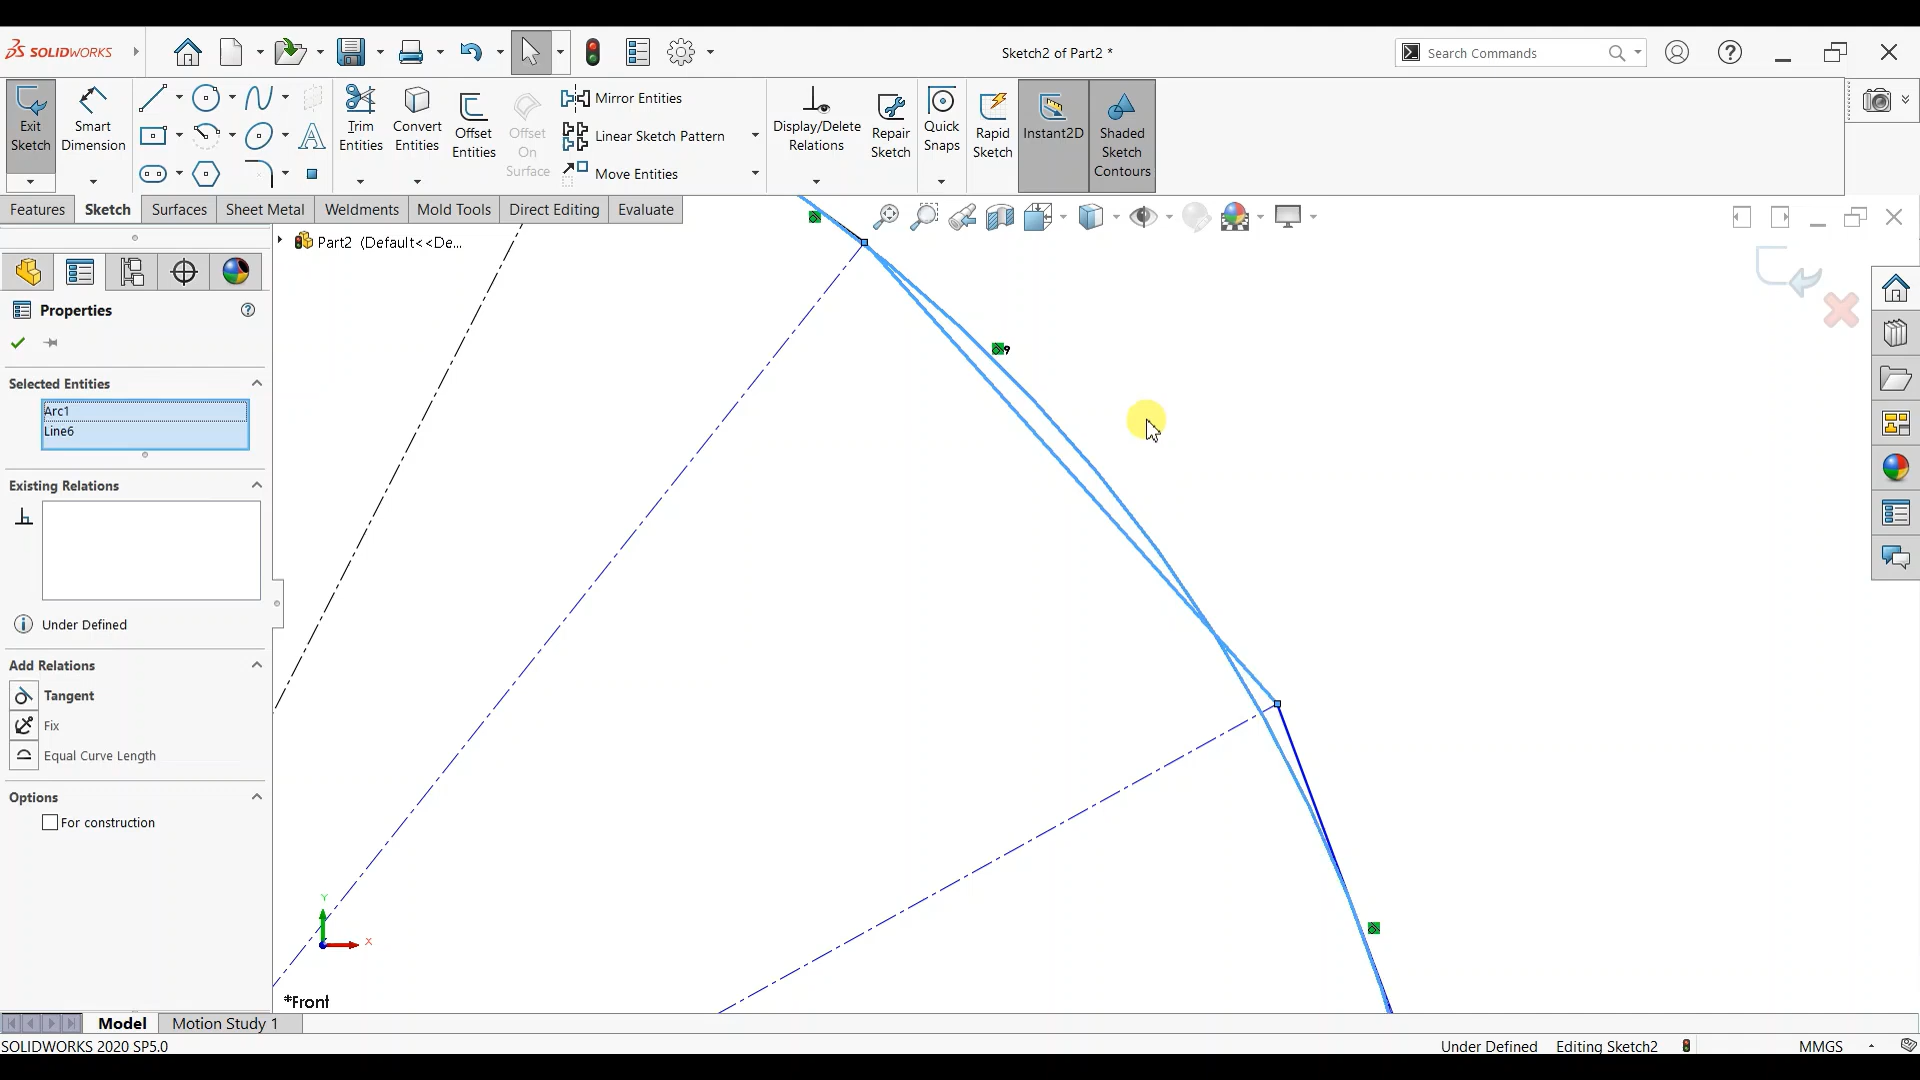 SOLIDWORKS
Sketch2 of Part2 *
Search Commands
Exit Sketch
Smart Dimension
Trim Entities
Convert Entities
Offset Entities
Offset On Surface
Mirror Entities
Linear Sketch Pattern
Move Entities
Display/Delete Relations
Repair Sketch
Quick Snaps
Rapid Sketch
Instant2D
Shaded Sketch Contours
Features
Sketch
Surfaces
Sheet Metal
Weldments
Mold Tools
Direct Editing
Evaluate
Part2 (Default<<De...
Properties
Selected Entities
Arc1
Line6
Existing Relations
Under Defined
Add Relations
Tangent
Fix
Equal Curve Length
Options
For construction
9
Y
X
*Front
Model
Motion Study 1
SOLIDWORKS 2020 SP5.0
Under Defined
Editing Sketch2
MMGS